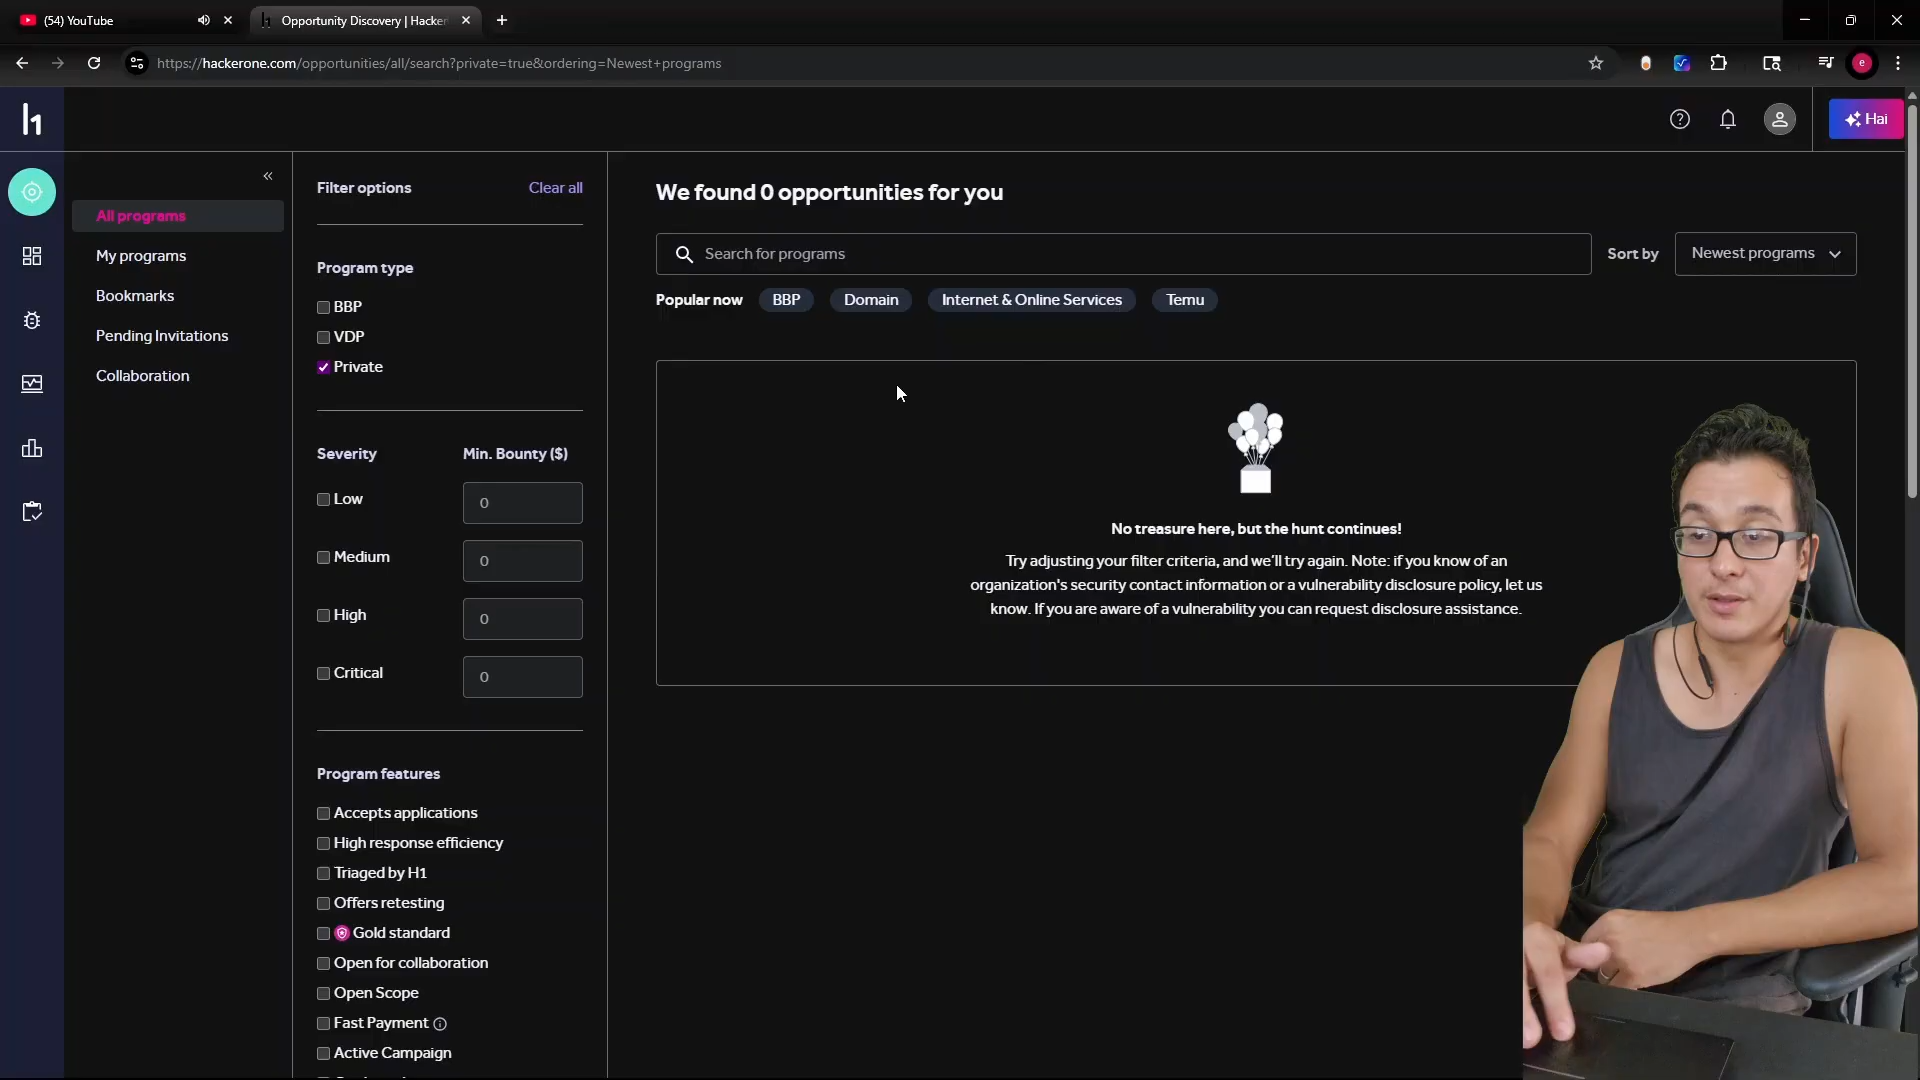 (54) YouTube
Opportunity Discovery | Hacker
https://hackerone.com/opportunities/all/search?private=true&ordering=Newest+programs
e
h1
Hai
All programs
My programs
Bookmarks
Pending Invitations
Collaboration
Filter options
Clear all
Program type
BBP
VDP
Private
Severity
Min. Bounty ($)
Low
0
Medium
0
High
0
Critical
0
Program features
Accepts applications
High response efficiency
Triaged by H1
Offers retesting
Gold standard
Open for collaboration
Open Scope
Fast Payment
Active Campaign
We found 0 opportunities for you
Search for programs
Sort by
Newest programs
Popular now
BBP
Domain
Internet & Online Services
Temu
No treasure here, but the hunt continues!
Try adjusting your filter criteria, and we'll try again. Note: if you know of an
organization's security contact information or a vulnerability disclosure policy, let us
know. If you are aware of a vulnerability you can request disclosure assistance.